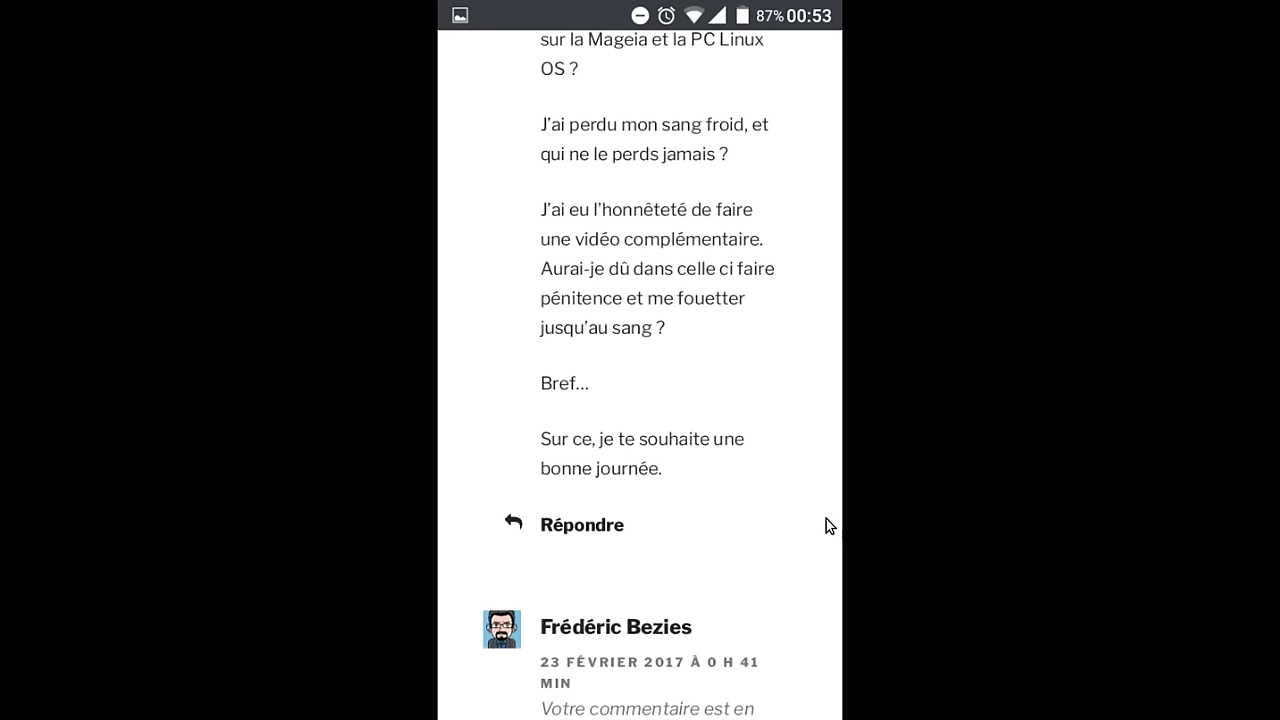 87% 00:53
sur la Mageia et la PC Linux
OS ?
J'ai perdu mon sang froid, et
qui ne le perds jamais ?
J'ai eu l'honnêteté de faire
une vidéo complémentaire.
Aurai-je dû dans celle ci faire
pénitence et me fouetter
jusqu'au sang ?
Bref...
Sur ce, je te souhaite une
bonne journée.
Répondre
Frédéric Bezies
23 FÉVRIER 2017 À 0 H 41
MIN
Votre commentaire est en